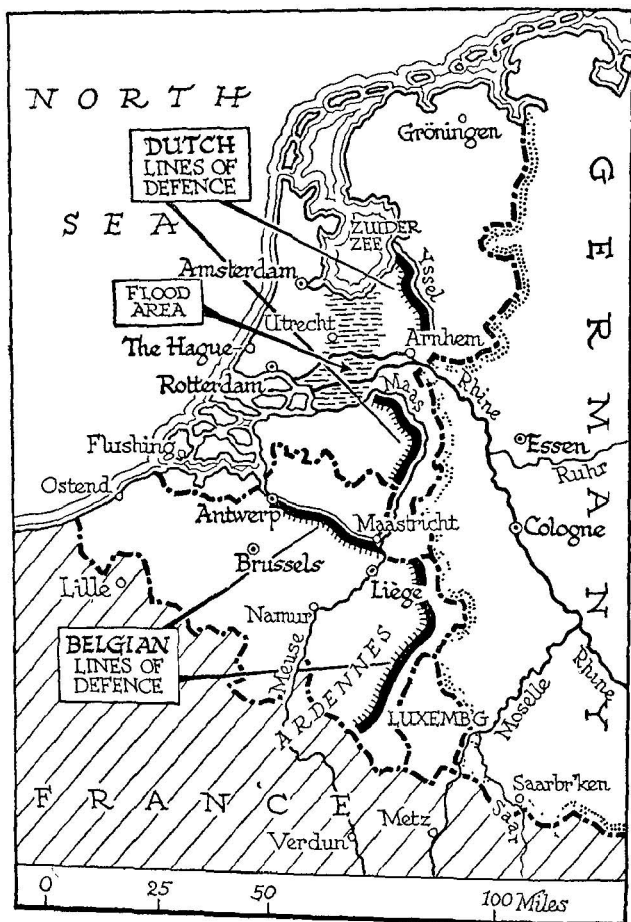 NORTH
SEA
GERMANY
Gröningen
DUTCH
LINES OF
DEFENCE
ZUIDER
ZEE
Yssel
Amsterdam
FLOOD
AREA
Utrecht
Arnhem
The Hague
Rotterdam
Rhine
Maas
Essen
Ruhr
Flushing
Ostend
Antwerp
Maastricht
Cologne
Brussels
Lille
Liège
Namur
BELGIAN
LINES OF
DEFENCE
Meuse
ARDENNES
LUXEMBG
Moselle
Rhine
FRANCE
Saarbr'ken
Saar
Metz
Verdun
0 25 50 100 Miles